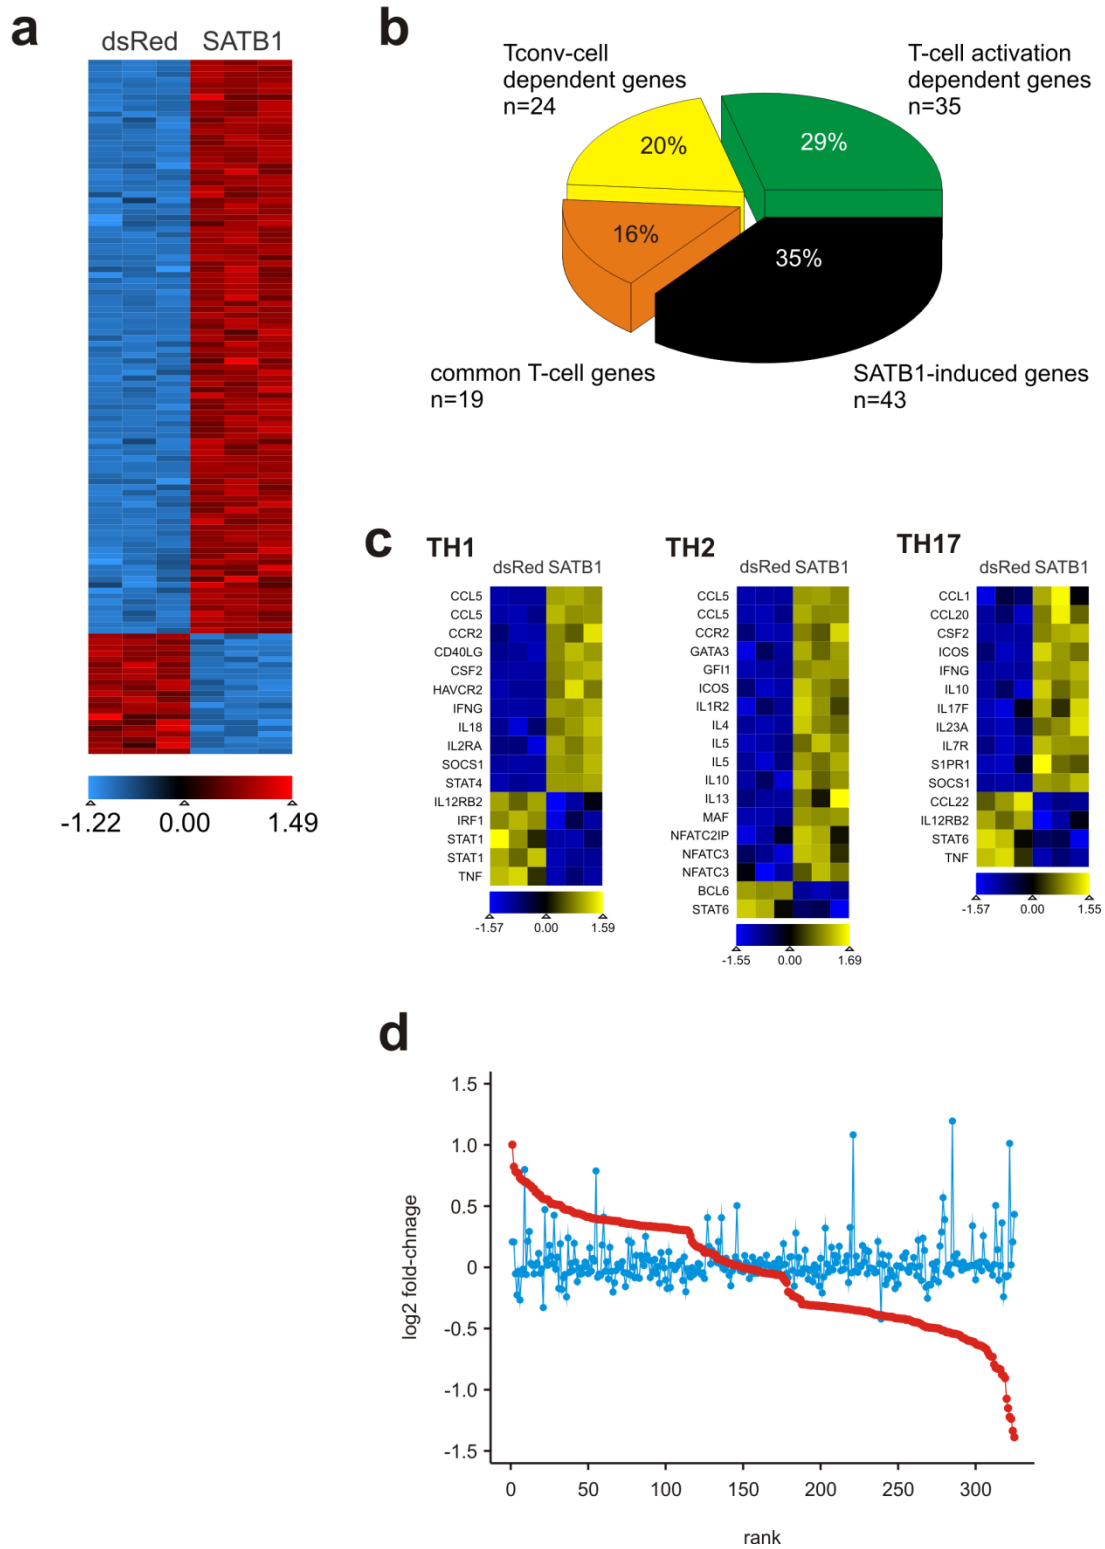 a
dsRed SATB1
-1.22 0.00 1.49
b
Tconv-cell
dependent genes
n=24
T-cell activation
dependent genes
n=35
20%
29%
16%
35%
common T-cell genes
n=19
SATB1-induced genes
n=43
c
TH1
dsRed SATB1
CCL5
CCL5
CCR2
CD40LG
CSF2
HAVCR2
IFNG
IL18
IL2RA
SOCS1
STAT4
IL12RB2
IRF1
STAT1
STAT1
TNF
-1.57 0.00 1.59
TH2
dsRed SATB1
CCL5
CCL5
CCR2
GATA3
GFI1
ICOS
IL1R2
IL4
IL5
IL5
IL10
IL13
MAF
NFATC2IP
NFATC3
NFATC3
BCL6
STAT6
-1.55 0.00 1.69
TH17
dsRed SATB1
CCL1
CCL20
CSF2
ICOS
IFNG
IL10
IL17F
IL23A
IL7R
S1PR1
SOCS1
CCL22
IL12RB2
STAT6
TNF
-1.57 0.00 1.55
d
log2 fold-chnage
1.5
1.0
0.5
0
-0.5
-1.0
-1.5
0 50 100 150 200 250 300
rank